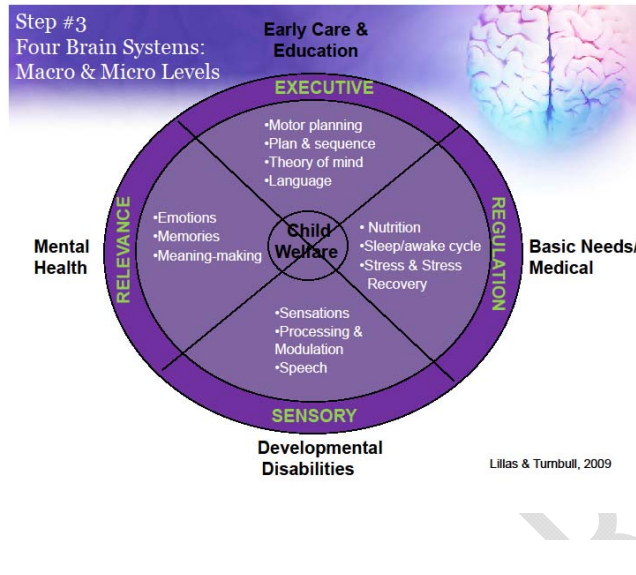 Step #3
Four Brain Systems:
Macro & Micro Levels
Early Care &
Education
EXECUTIVE
•Motor planning
•Plan & sequence
•Theory of mind
•Language
RELEVANCE
•Emotions
•Memories
•Meaning-making
Mental
Health
Child
Welfare
• Nutrition
•Sleep/awake cycle
•Stress & Stress
Recovery
REGULATION
Basic Needs/
Medical
•Sensations
•Processing &
Modulation
•Speech
SENSORY
Developmental
Disabilities
Lillas & Turnbull, 2009